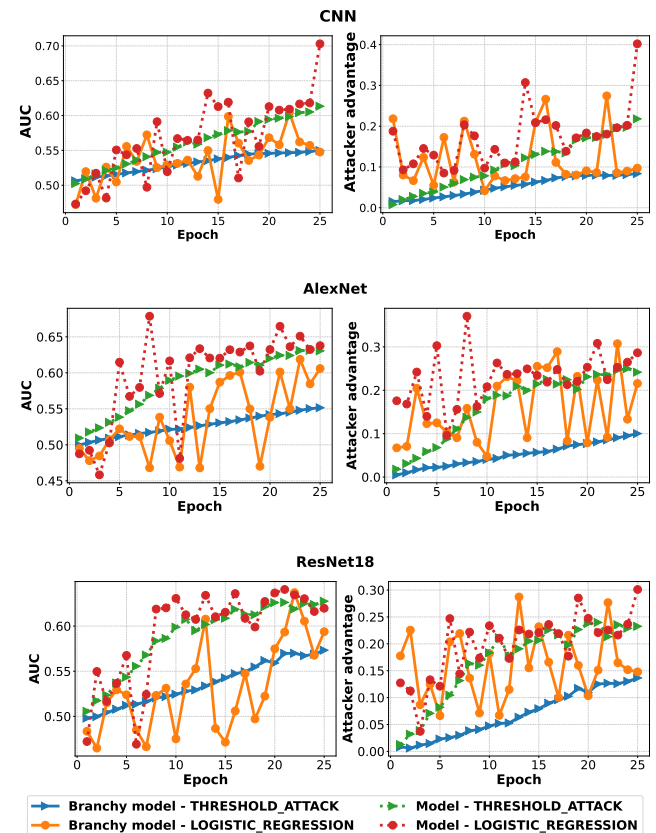 CNN
AUC
0.70
0.65
0.60
0.55
0.50
0 5 10 15 20 25
Epoch
Attacker advantage
0.4
0.3
0.2
0.1
0.0
0 5 10 15 20 25
Epoch
AlexNet
AUC
0.65
0.60
0.55
0.50
0.45
0 5 10 15 20 25
Epoch
Attacker advantage
0.3
0.2
0.1
0.0
0 5 10 15 20 25
Epoch
ResNet18
AUC
0.60
0.55
0.50
0 5 10 15 20 25
Epoch
Attacker advantage
0.30
0.25
0.20
0.15
0.10
0.05
0.00
0 5 10 15 20 25
Epoch
Branchy model - THRESHOLD_ATTACK
Branchy model - LOGISTIC_REGRESSION
Model - THRESHOLD_ATTACK
Model - LOGISTIC_REGRESSION